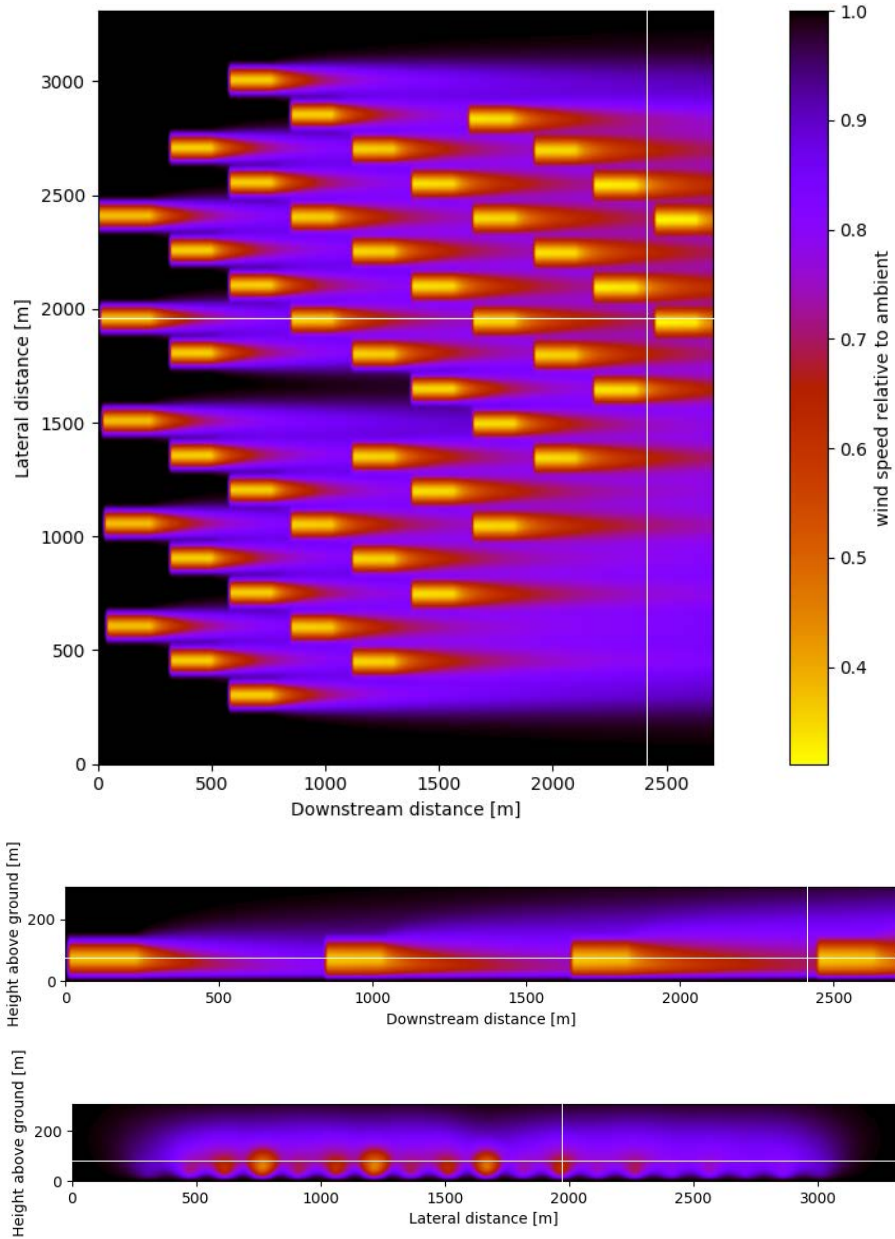 3000
2500
2000
1500
1000
500
0
Lateral distance [m]
0 500 1000 1500 2000 2500
Downstream distance [m]
1.0
0.9
0.8
0.7
0.6
0.5
0.4
wind speed relative to ambient
Height above ground [m]
200
0
0 500 1000 1500 2000 2500
Downstream distance [m]
Height above ground [m]
200
0
0 500 1000 1500 2000 2500 3000
Lateral distance [m]